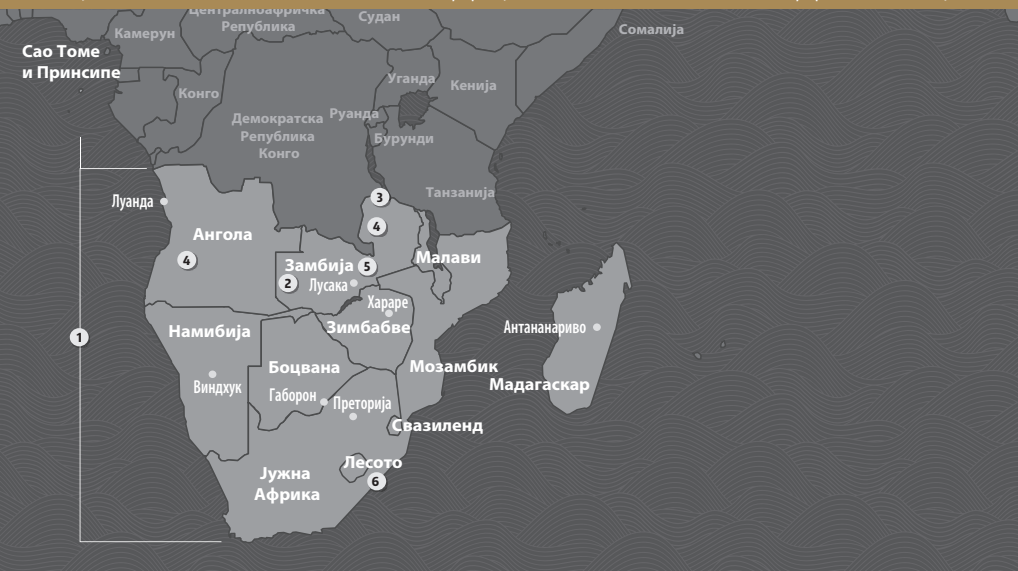 Централноафричка
Република
Судан
Сомалија
Камерун
Сао Томе
и Принсипе
Уганда
Кенија
Конго
Руанда
Демократска
Република
Конго
Бурунди
Танзанија
3
Луанда
4
Ангола
4
Малави
Замбија
5
2
Лусака
Хараре
Намибија
Зимбабве
Антананариво
1
Боцвана
Мозамбик
Мадагаскар
Виндхук
Габорон
Преторија
Свазиленд
Лесото
Јужна
Африка
6